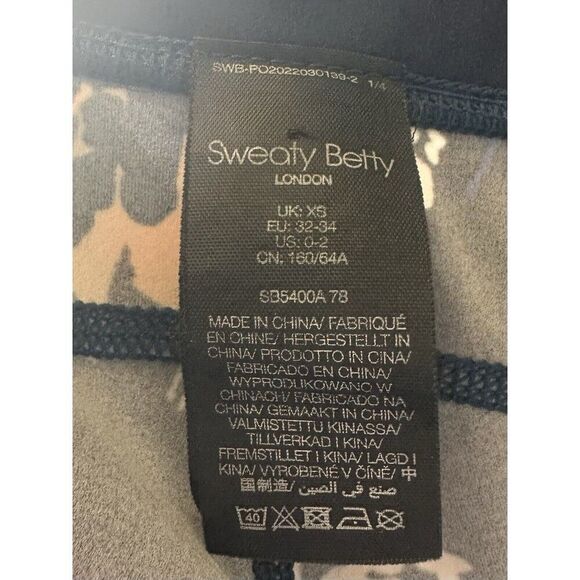 SWB-PO2022030139-2 1/4
Sweaty Betty
LONDON
UK: XS
EU: 32-34
US: 0-2
CN: 160/64A
SB5400A 78
MADE IN CHINA/ FABRIQUÉ
EN CHINE/ HERGESTELLT IN
CHINA/ PRODOTTO IN CINA/
FABRICADO EN CHINA/
WYPRODUKOWANO W
CHINACH/ FABRICADO NA
CHINA/ GEMAAKT IN CHINA/
VALMISTETTU KIINASSA/
TILLVERKAD I KINA/
FREMSTILLET I KINA/ LAGD I
KINA/ VYROBENÉ V ČÍNĚ/ 中
国制造/ صنع في الصين/
40